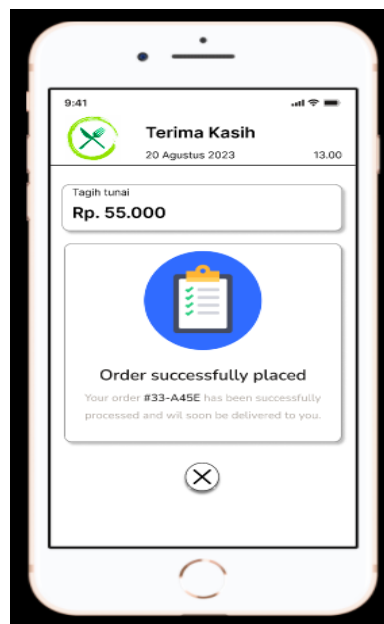 9:41
Terima Kasih
20 Agustus 2023 13.00
Tagih tunai
Rp. 55.000
Order successfully placed
Your order #33-A45E has been successfully
processed and wil soon be delivered to you.